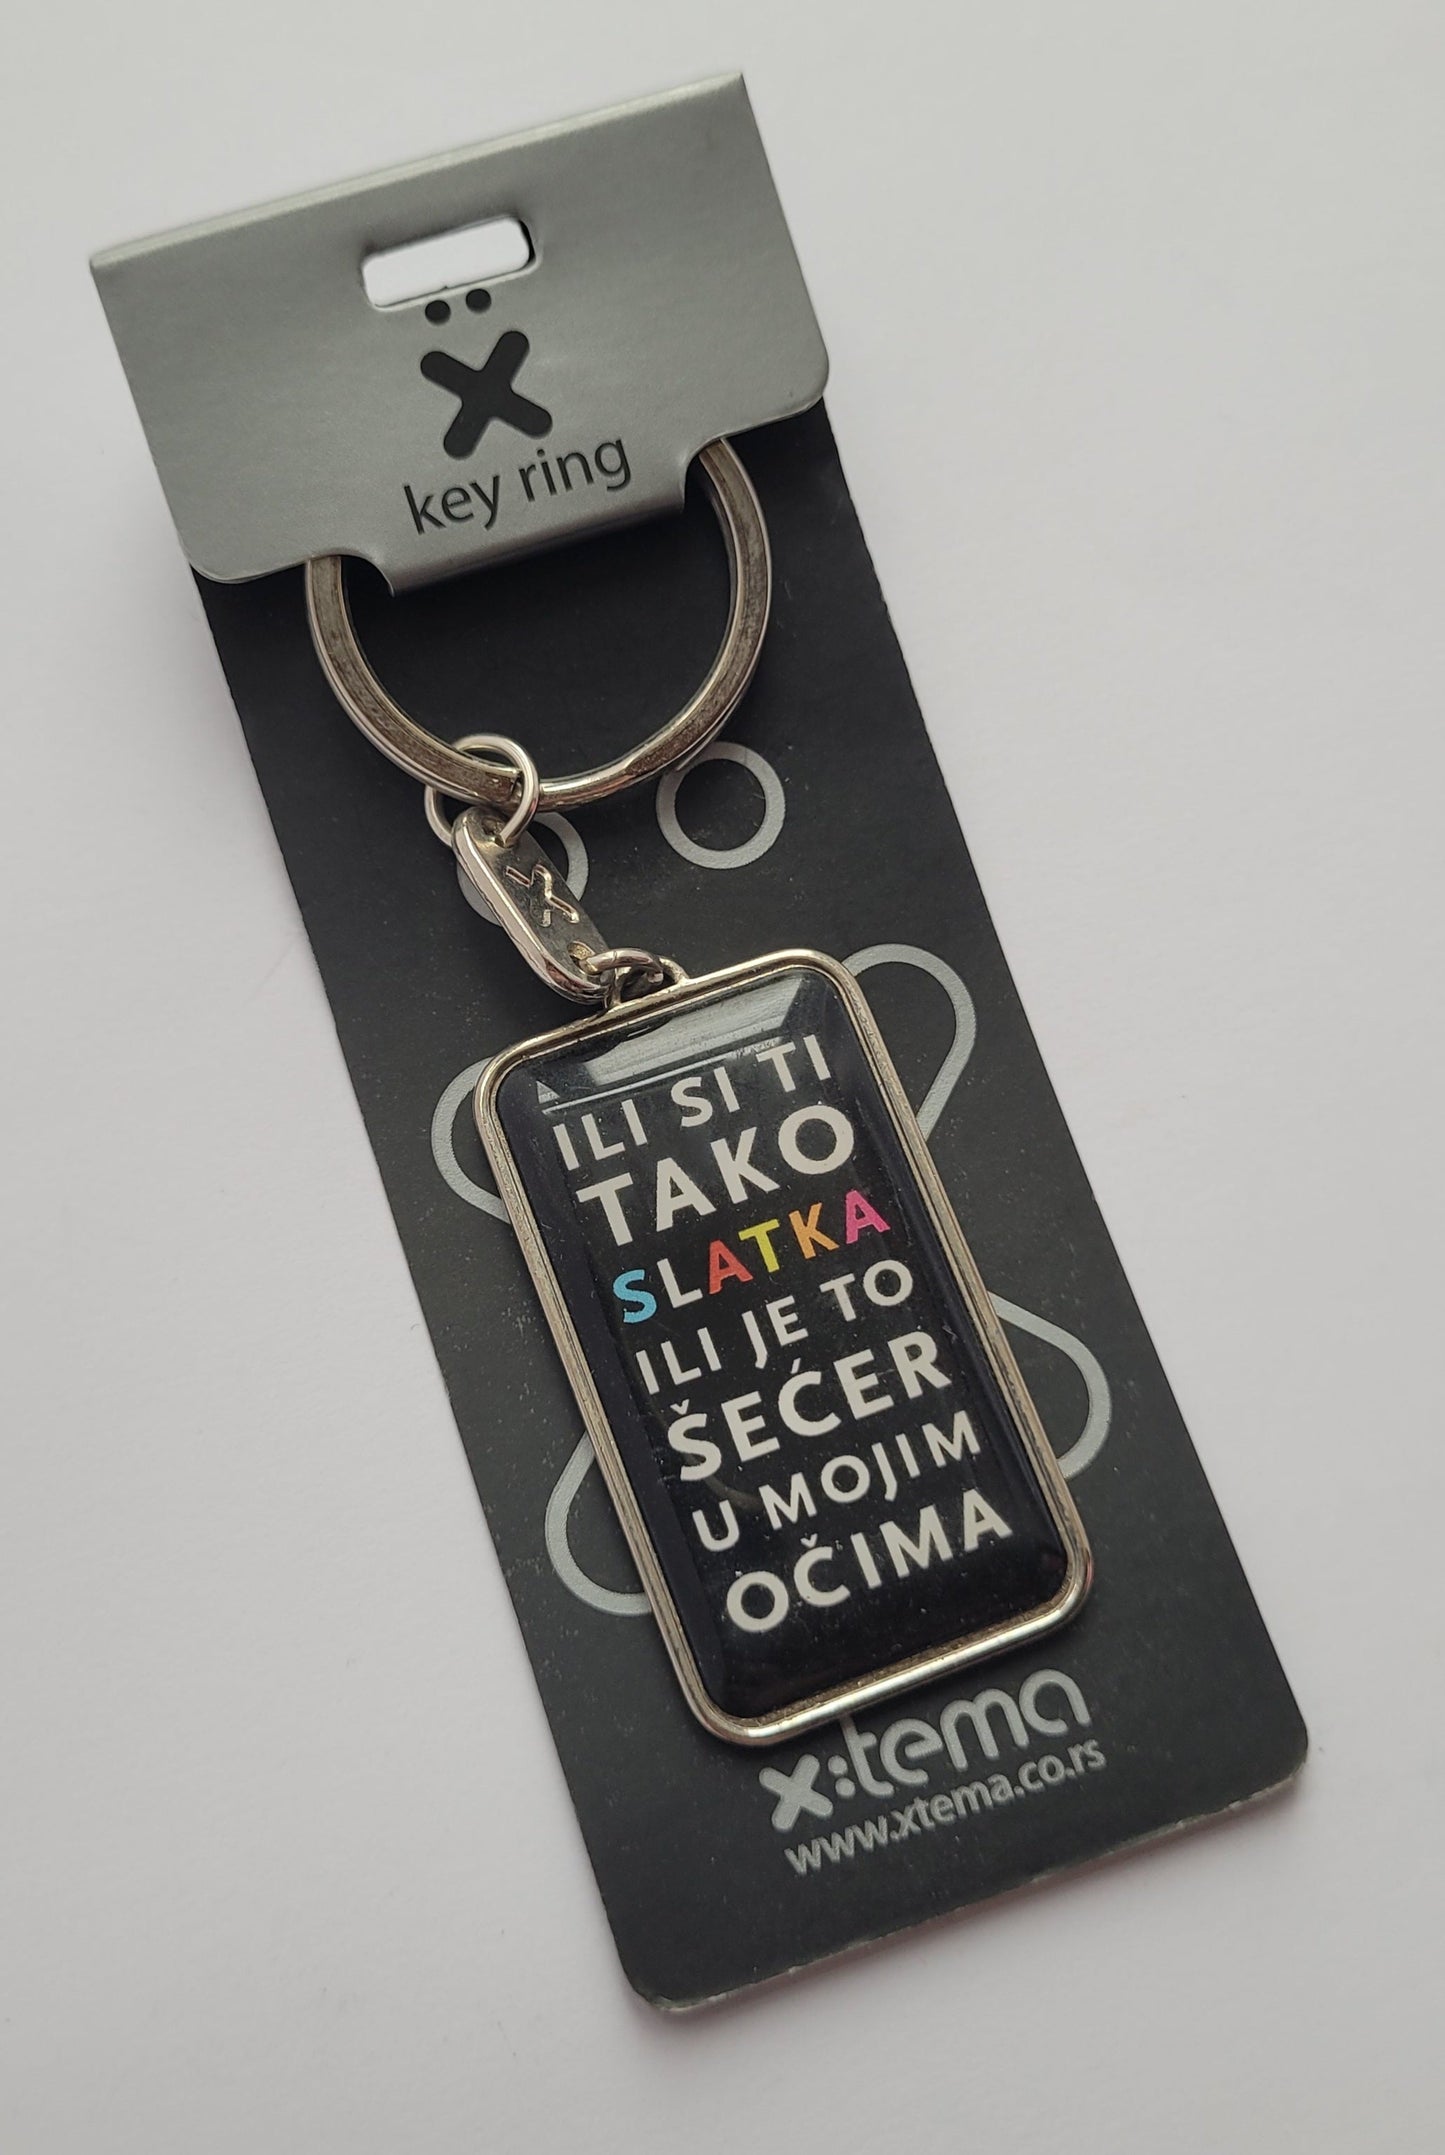 ẍ
key ring
ILI SI TI
TAKO
SLATKA
ILI JE TO
ŠEĆER
U MOJIM
OČIMA
x:tema
www.xtema.co.rs